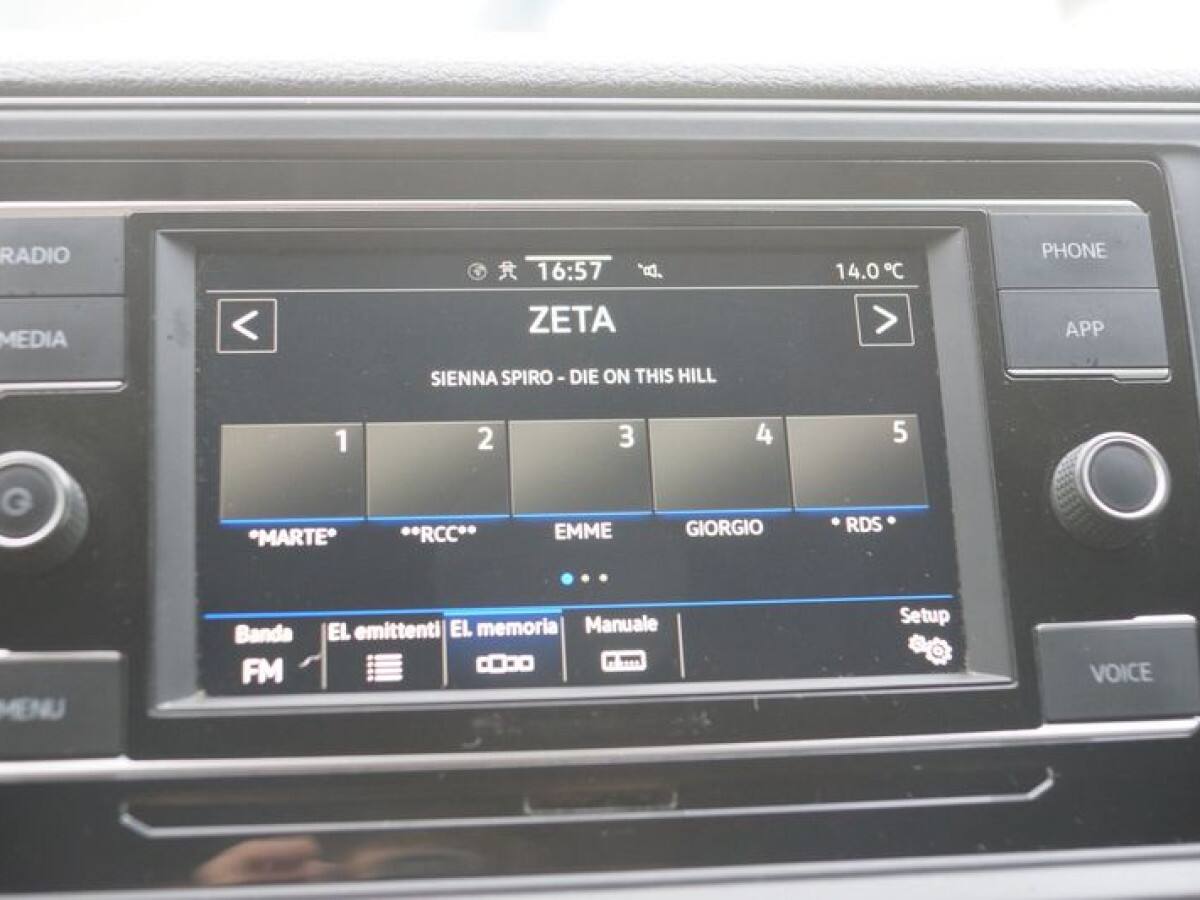 RADIO
MEDIA
MENU
16:57
14.0 °C
<
ZETA
>
SIENNA SPIRO - DIE ON THIS HILL
1 2 3 4 5
*MARTE* **RCC** EMME GIORGIO * RDS *
Banda El. emittenti El. memoria Manuale Setup
FM
PHONE
APP
VOICE